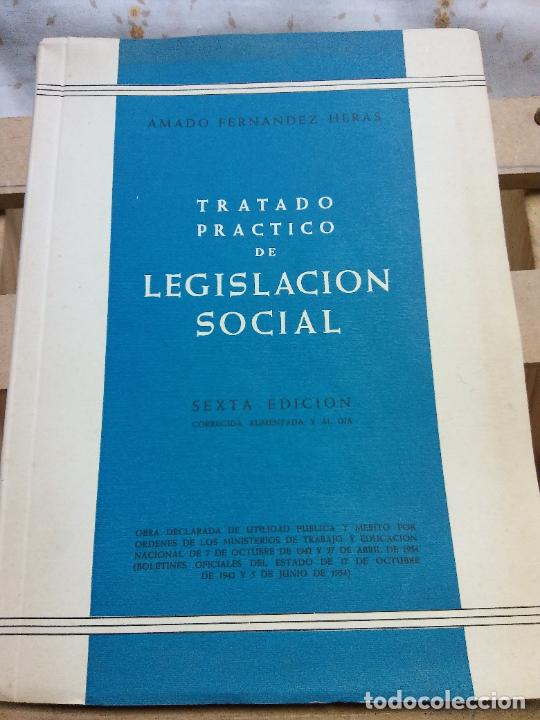 AMADO FERNANDEZ HERAS
TRATADO
PRACTICO
DE
LEGISLACION
SOCIAL
SEXTA EDICION
CORREGIDA AUMENTADA Y AL DIA
OBRA DECLARADA DE UTILIDAD PUBLICA Y MERITO POR
ORDENES DE LOS MINISTERIOS DE TRABAJO Y EDUCACION
NACIONAL DE 7 DE OCTUBRE DE 1943 Y 27 DE ABRIL DE 1954
(BOLETINES OFICIALES DEL ESTADO DE 17 DE OCTUBRE
DE 1943 Y 5 DE JUNIO DE 1954)
todocoleccion.net